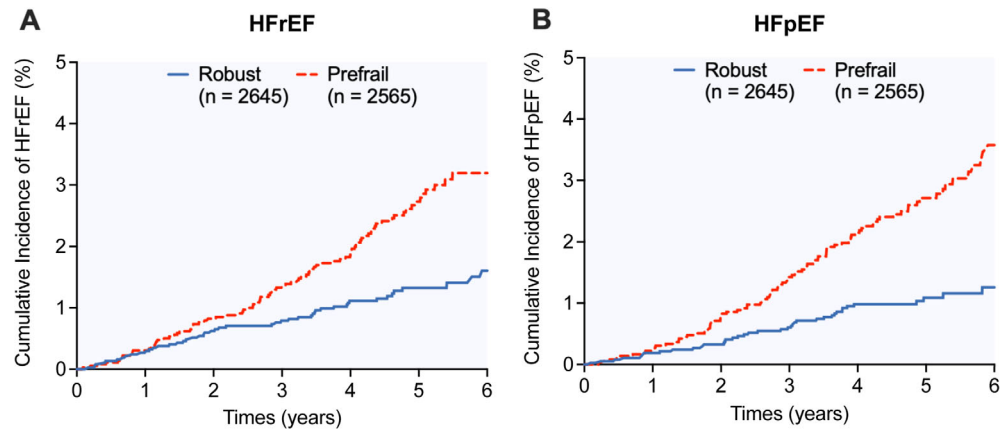 A
HFrEF
Cumulative Incidence of HFrEF (%)
5
4
3
2
1
0
Robust
(n = 2645)
Prefrail
(n = 2565)
0 1 2 3 4 5 6
Times (years)
B
HFpEF
Cumulative Incidence of HFpEF (%)
5
4
3
2
1
0
Robust
(n = 2645)
Prefrail
(n = 2565)
0 1 2 3 4 5 6
Times (years)